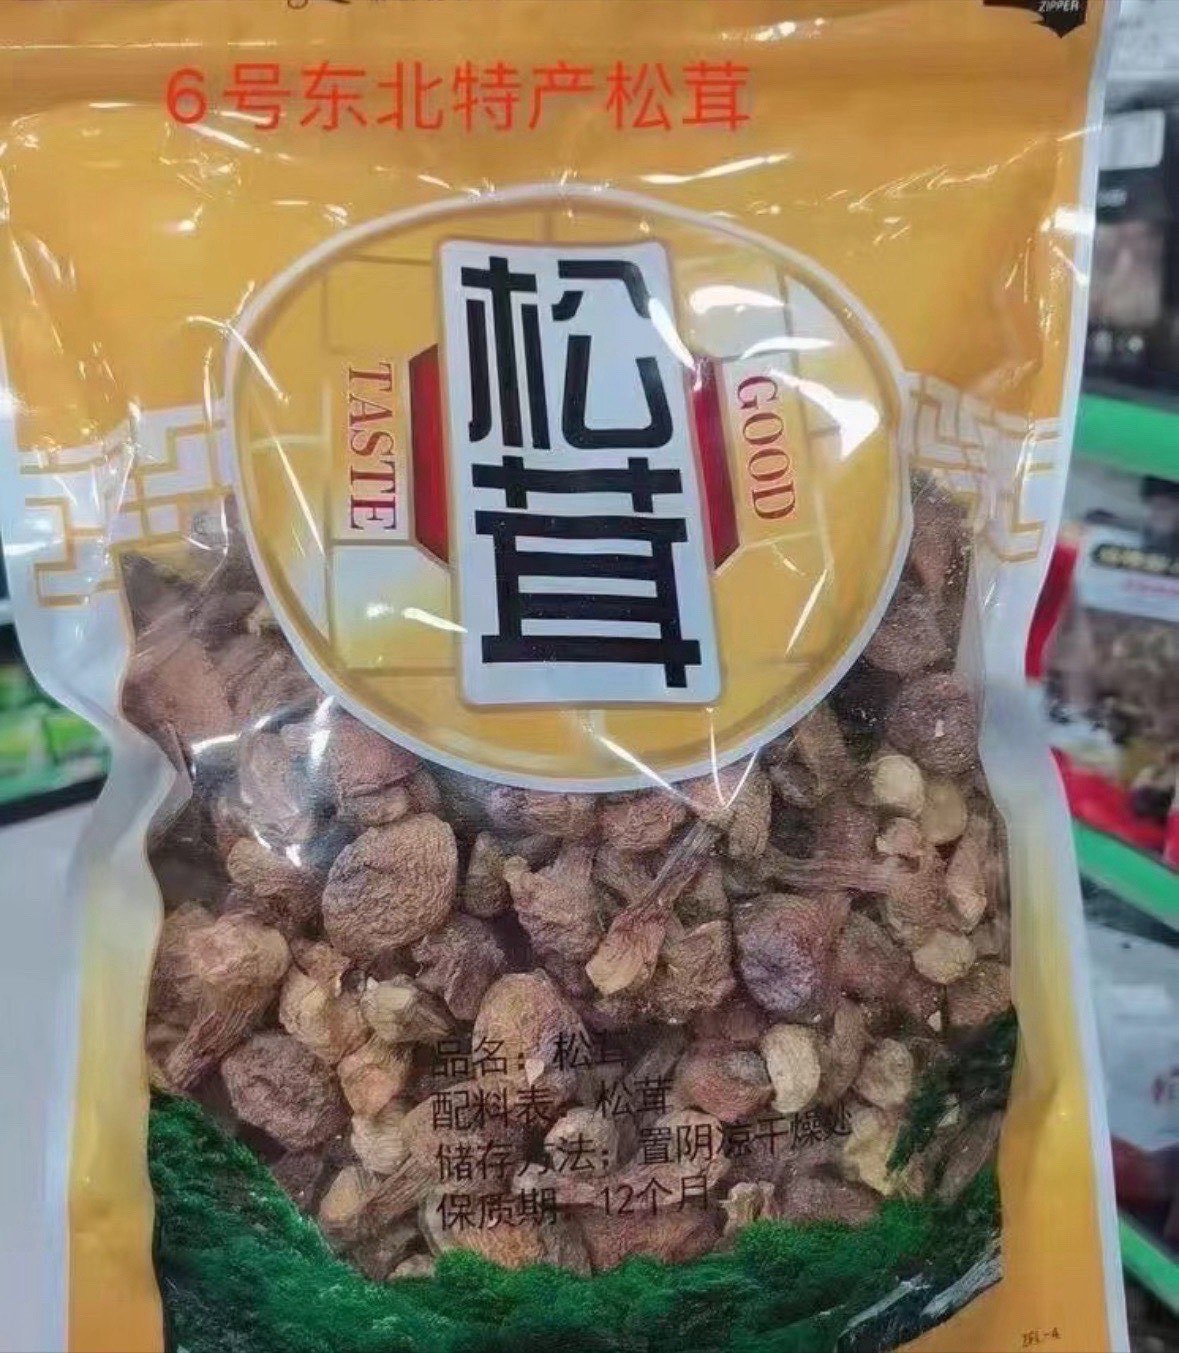 ZIPPER
6号东北特产松茸
松茸
TASTE
GOOD
品名：松茸
配料表：松茸
储存方法：置阴凉干燥处
保质期：12个月